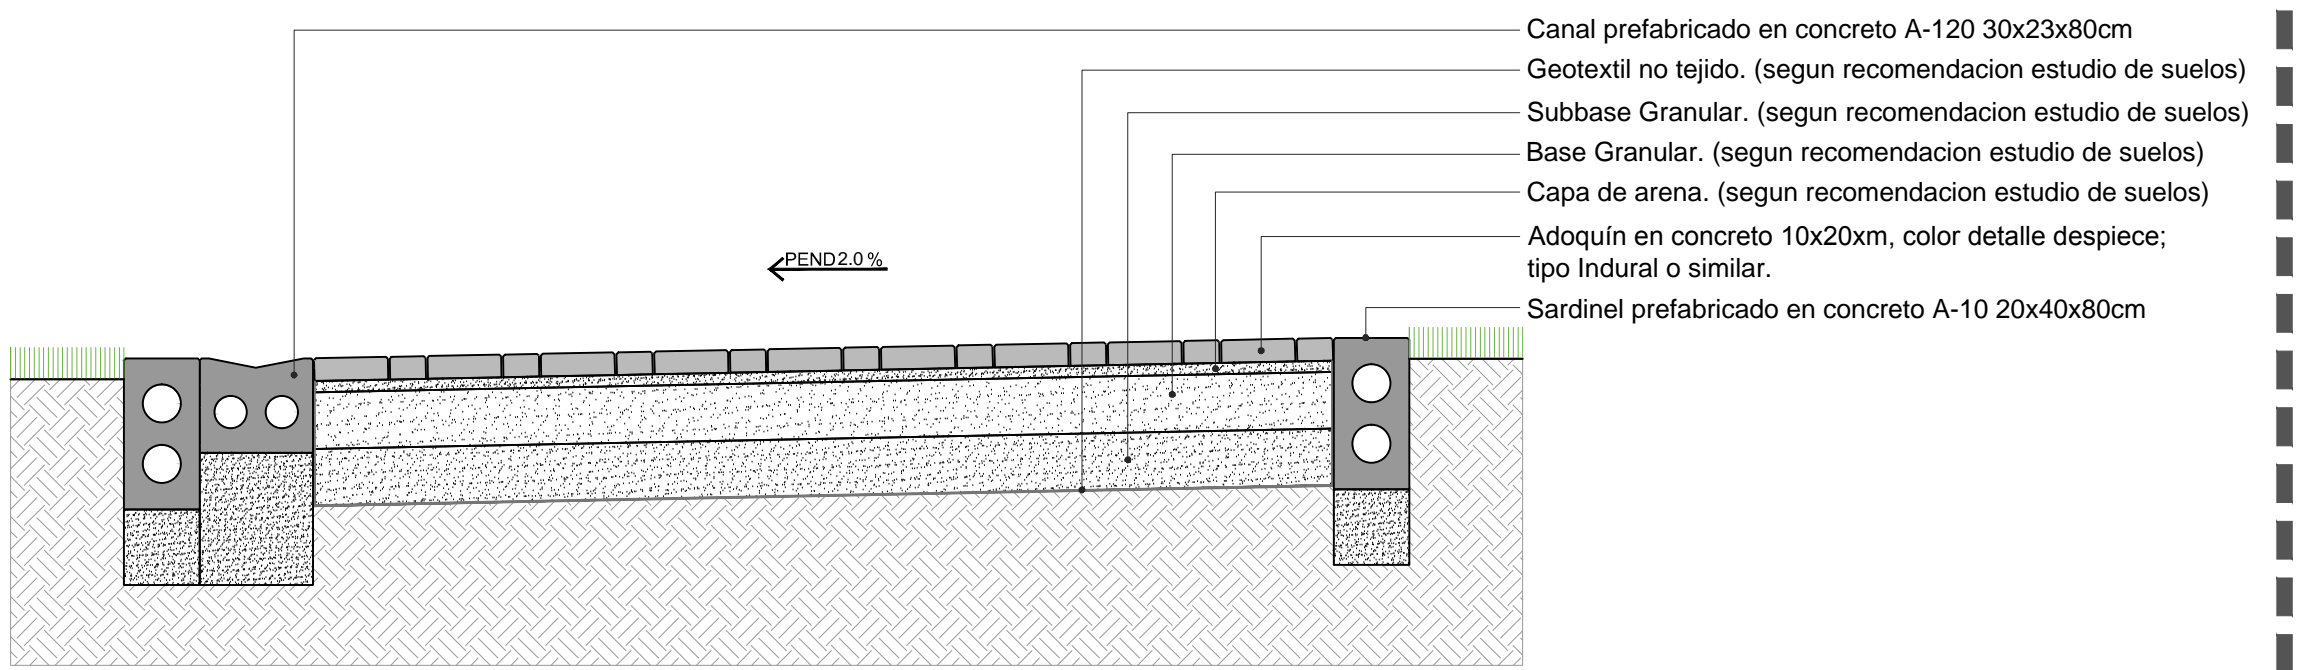 Canal prefabricado en concreto A-120 30x23x80cm
Geotextil no tejido. (segun recomendacion estudio de suelos)
Subbase Granular. (segun recomendacion estudio de suelos)
Base Granular. (segun recomendacion estudio de suelos)
Capa de arena. (segun recomendacion estudio de suelos)
Adoquín en concreto 10x20xm, color detalle despiece;
tipo Indural o similar.
PEND 2.0 %
Sardinel prefabricado en concreto A-10 20x40x80cm